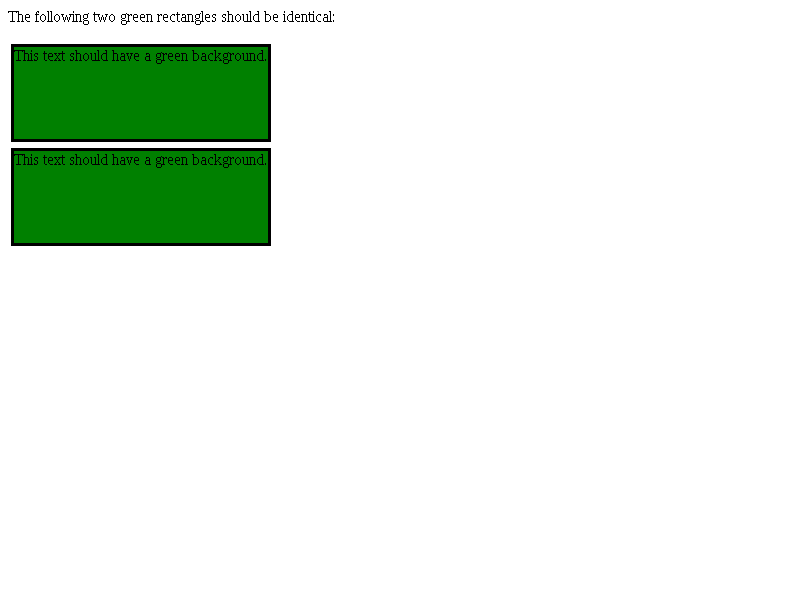 The following two green rectangles should be identical:
This text should have a green background.
This text should have a green background.